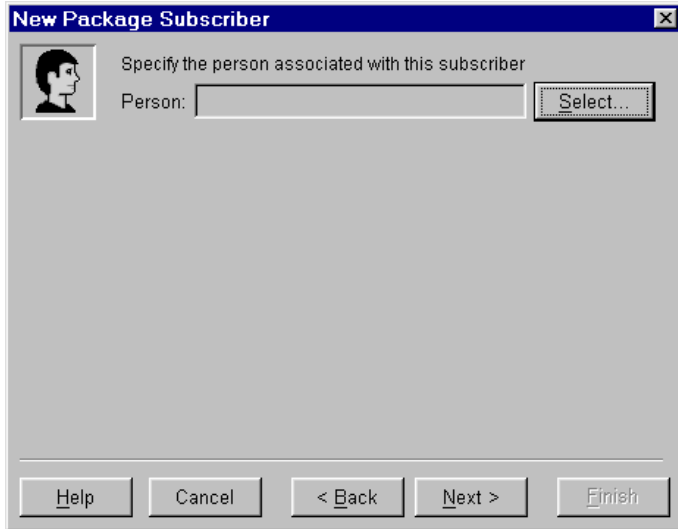 New Package Subscriber
Specify the person associated with this subscriber
Person:
Select...
Help
Cancel
< Back
Next >
Finish